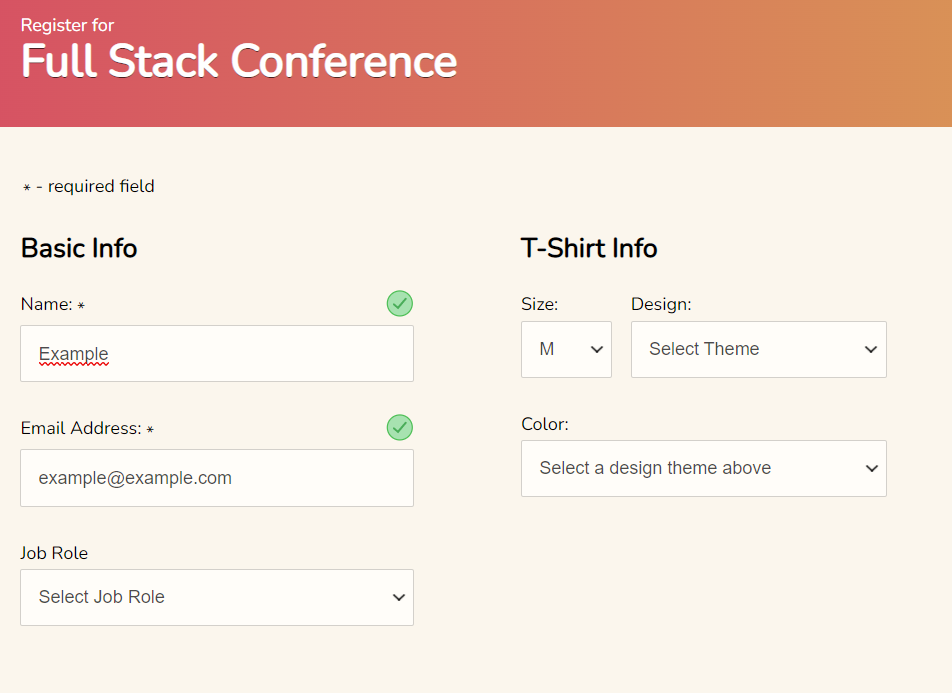 Register for
Full Stack Conference
* - required field
Basic Info
Name: *
Example
Email Address: *
example@example.com
Job Role
Select Job Role
T-Shirt Info
Size:
M
Design:
Select Theme
Color:
Select a design theme above